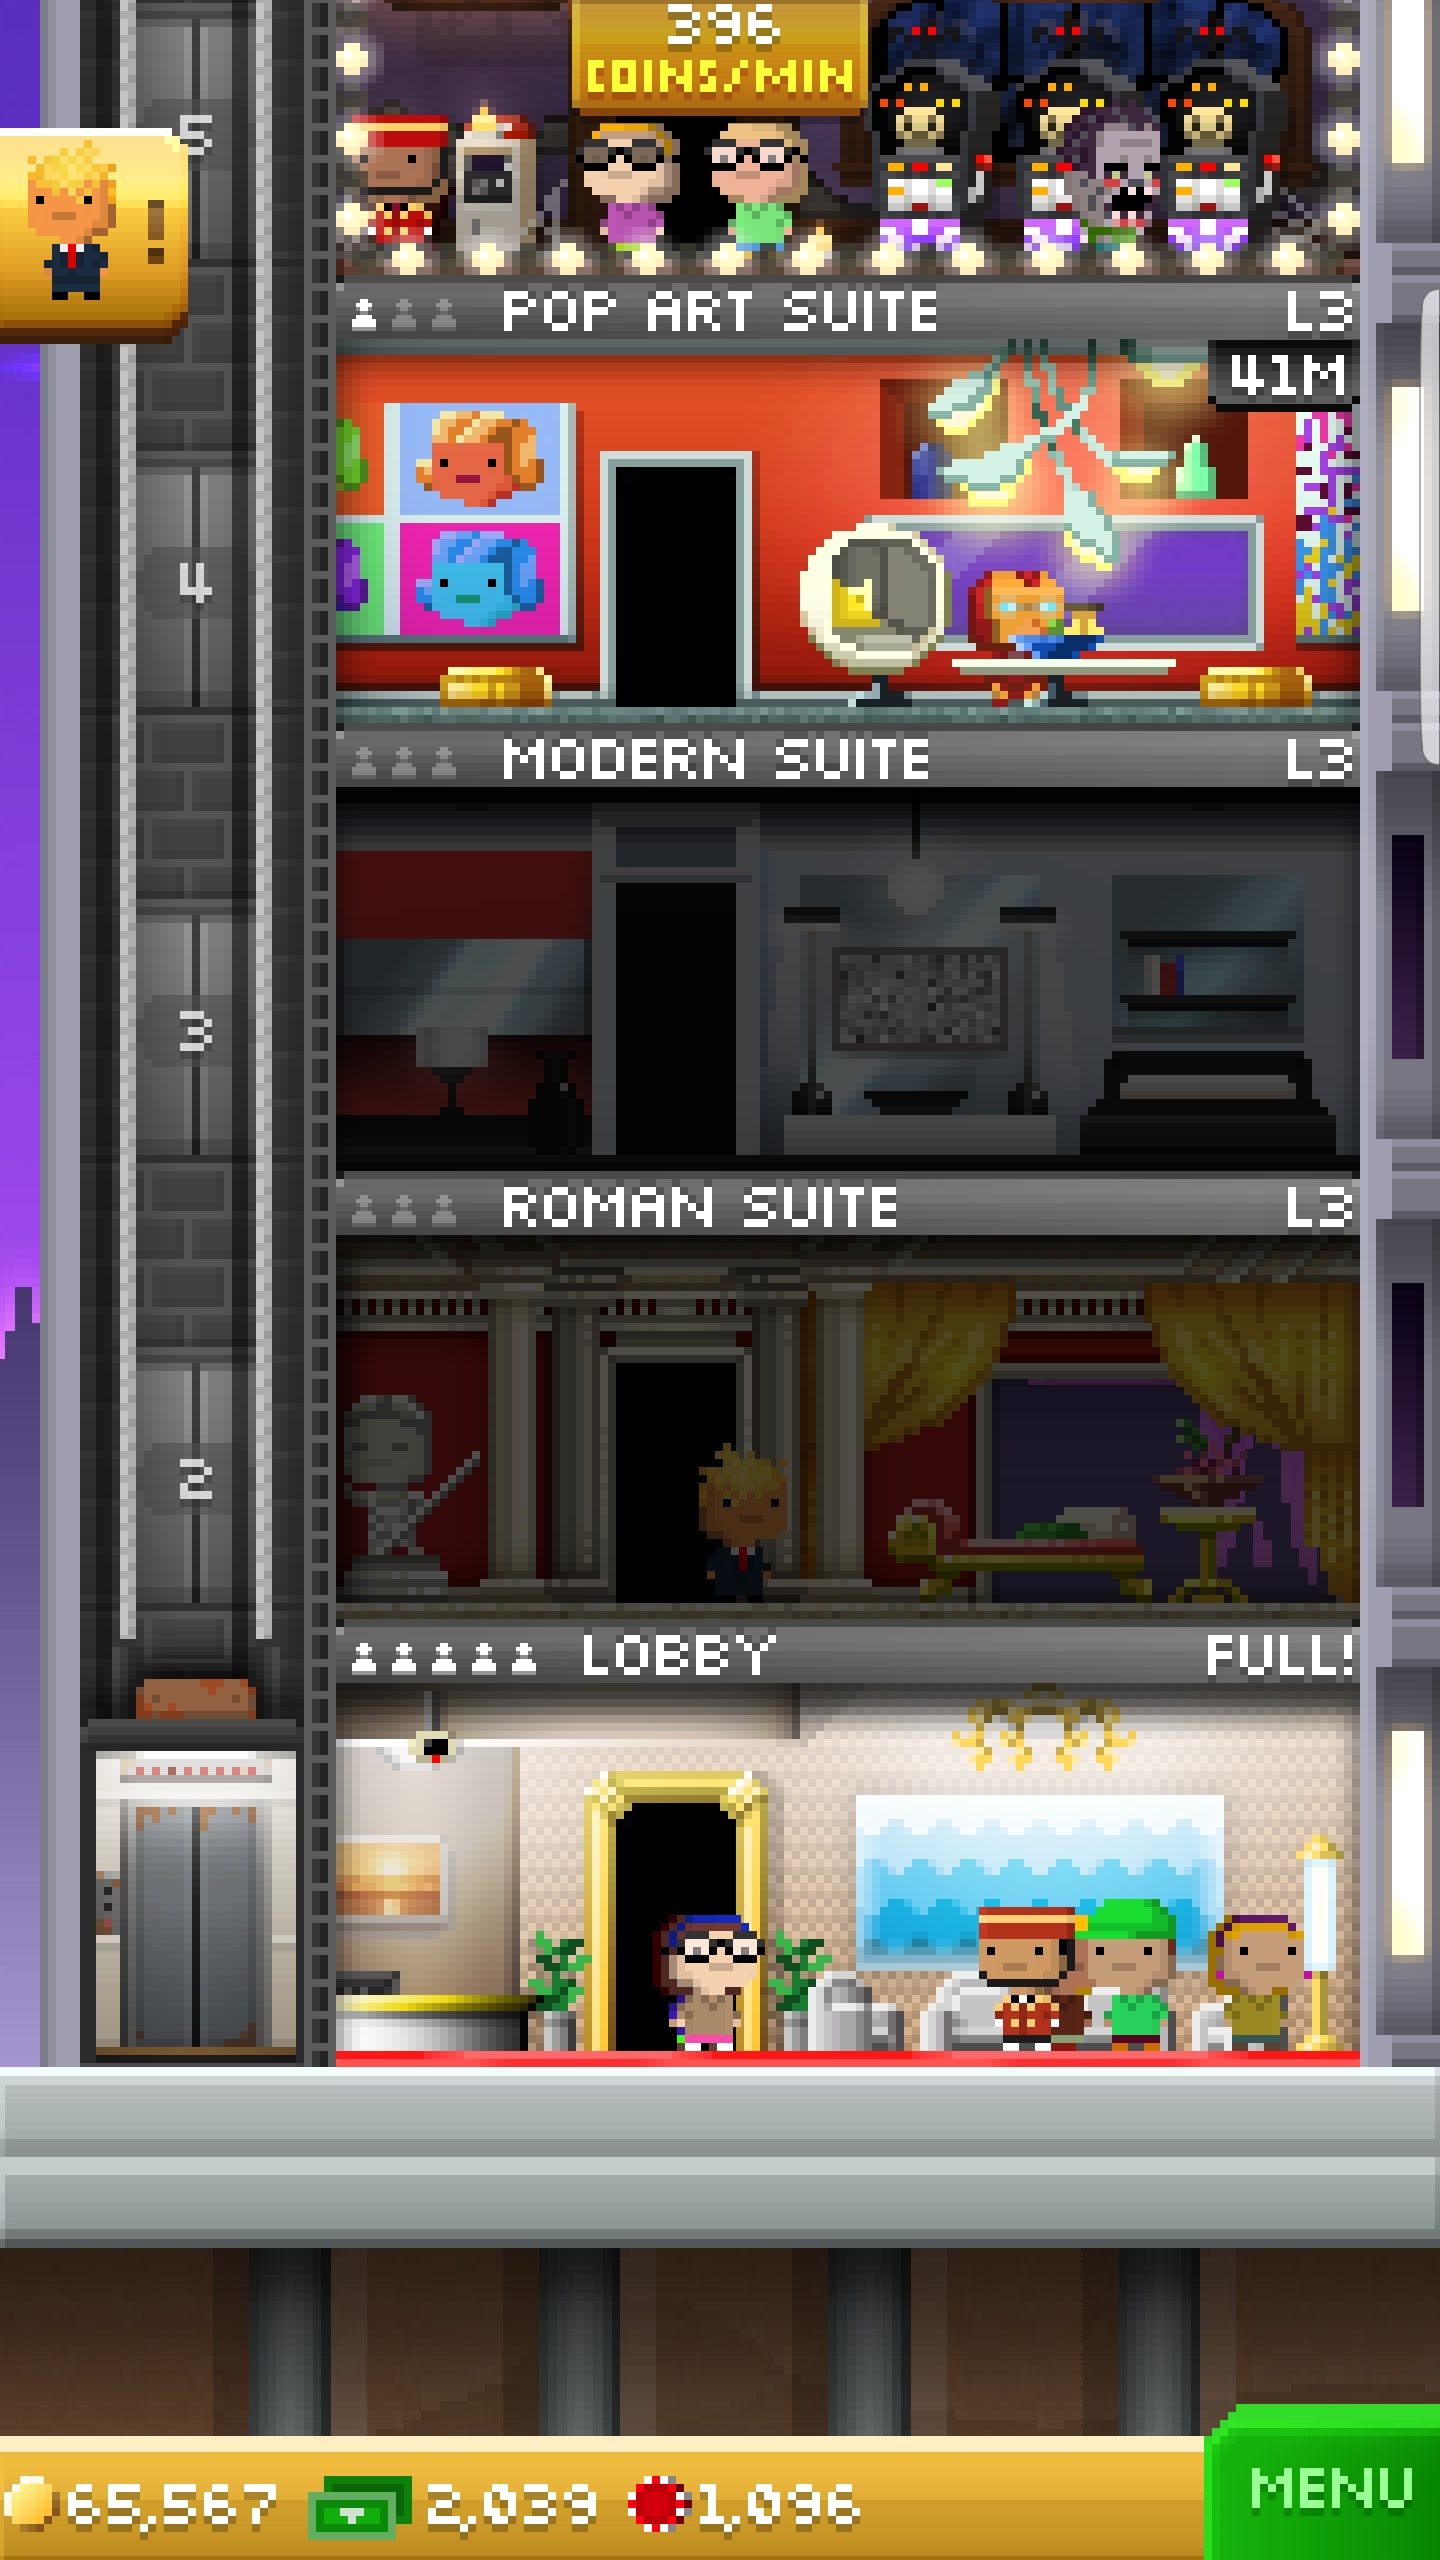 396
COINS/MIN
5
!
POP ART SUITE L3
41M
4
MODERN SUITE L3
3
ROMAN SUITE L3
2
LOBBY FULL!
65,567 2,039 1,096
MENU